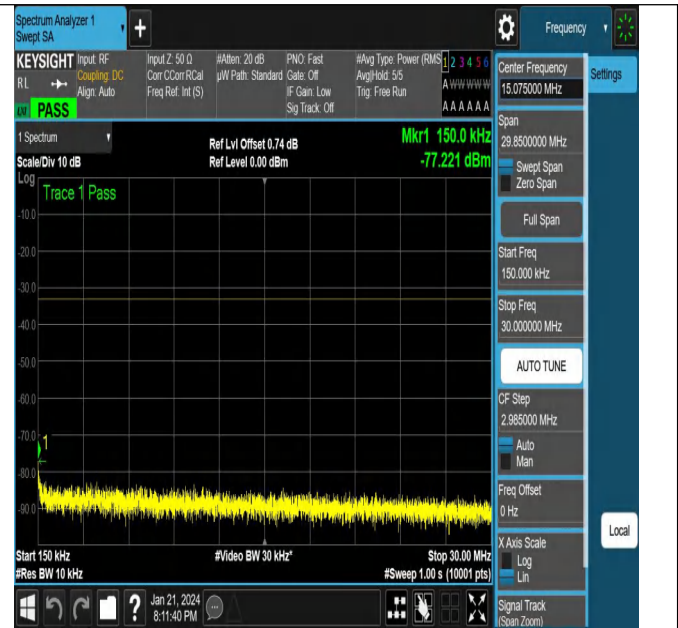 Spectrum Analyzer 1
Swept SA
Frequency
KEYSIGHT
Input: RF
Coupling: DC
Align: Auto
Input Z: 50 Ω
Corr CCorr RCal
Freq Ref: Int (S)
#Atten: 20 dB
µW Path: Standard
PNO: Fast
Gate: Off
IF Gain: Low
Sig Track: Off
#Avg Type: Power (RMS
Avg|Hold: 5/5
Trig: Free Run
1 2 3 4 5 6
A W W W W W
A A A A A A
R L
LXI
PASS
1 Spectrum
Scale/Div 10 dB
Ref Lvl Offset 0.74 dB
Ref Level 0.00 dBm
Mkr1 150.0 kHz
-77.221 dBm
Log
Trace 1 Pass
-10.0
-20.0
-30.0
-40.0
-50.0
-60.0
-70.0
1
-80.0
-90.0
Start 150 kHz
#Video BW 30 kHz*
Stop 30.00 MHz
#Res BW 10 kHz
#Sweep 1.00 s (10001 pts)
Jan 21, 2024
8:11:40 PM
Center Frequency
15.075000 MHz
Settings
Span
29.8500000 MHz
Swept Span
Zero Span
Full Span
Start Freq
150.000 kHz
Stop Freq
30.000000 MHz
AUTO TUNE
CF Step
2.985000 MHz
Auto
Man
Freq Offset
0 Hz
Local
X Axis Scale
Log
Lin
Signal Track
(Span Zoom)